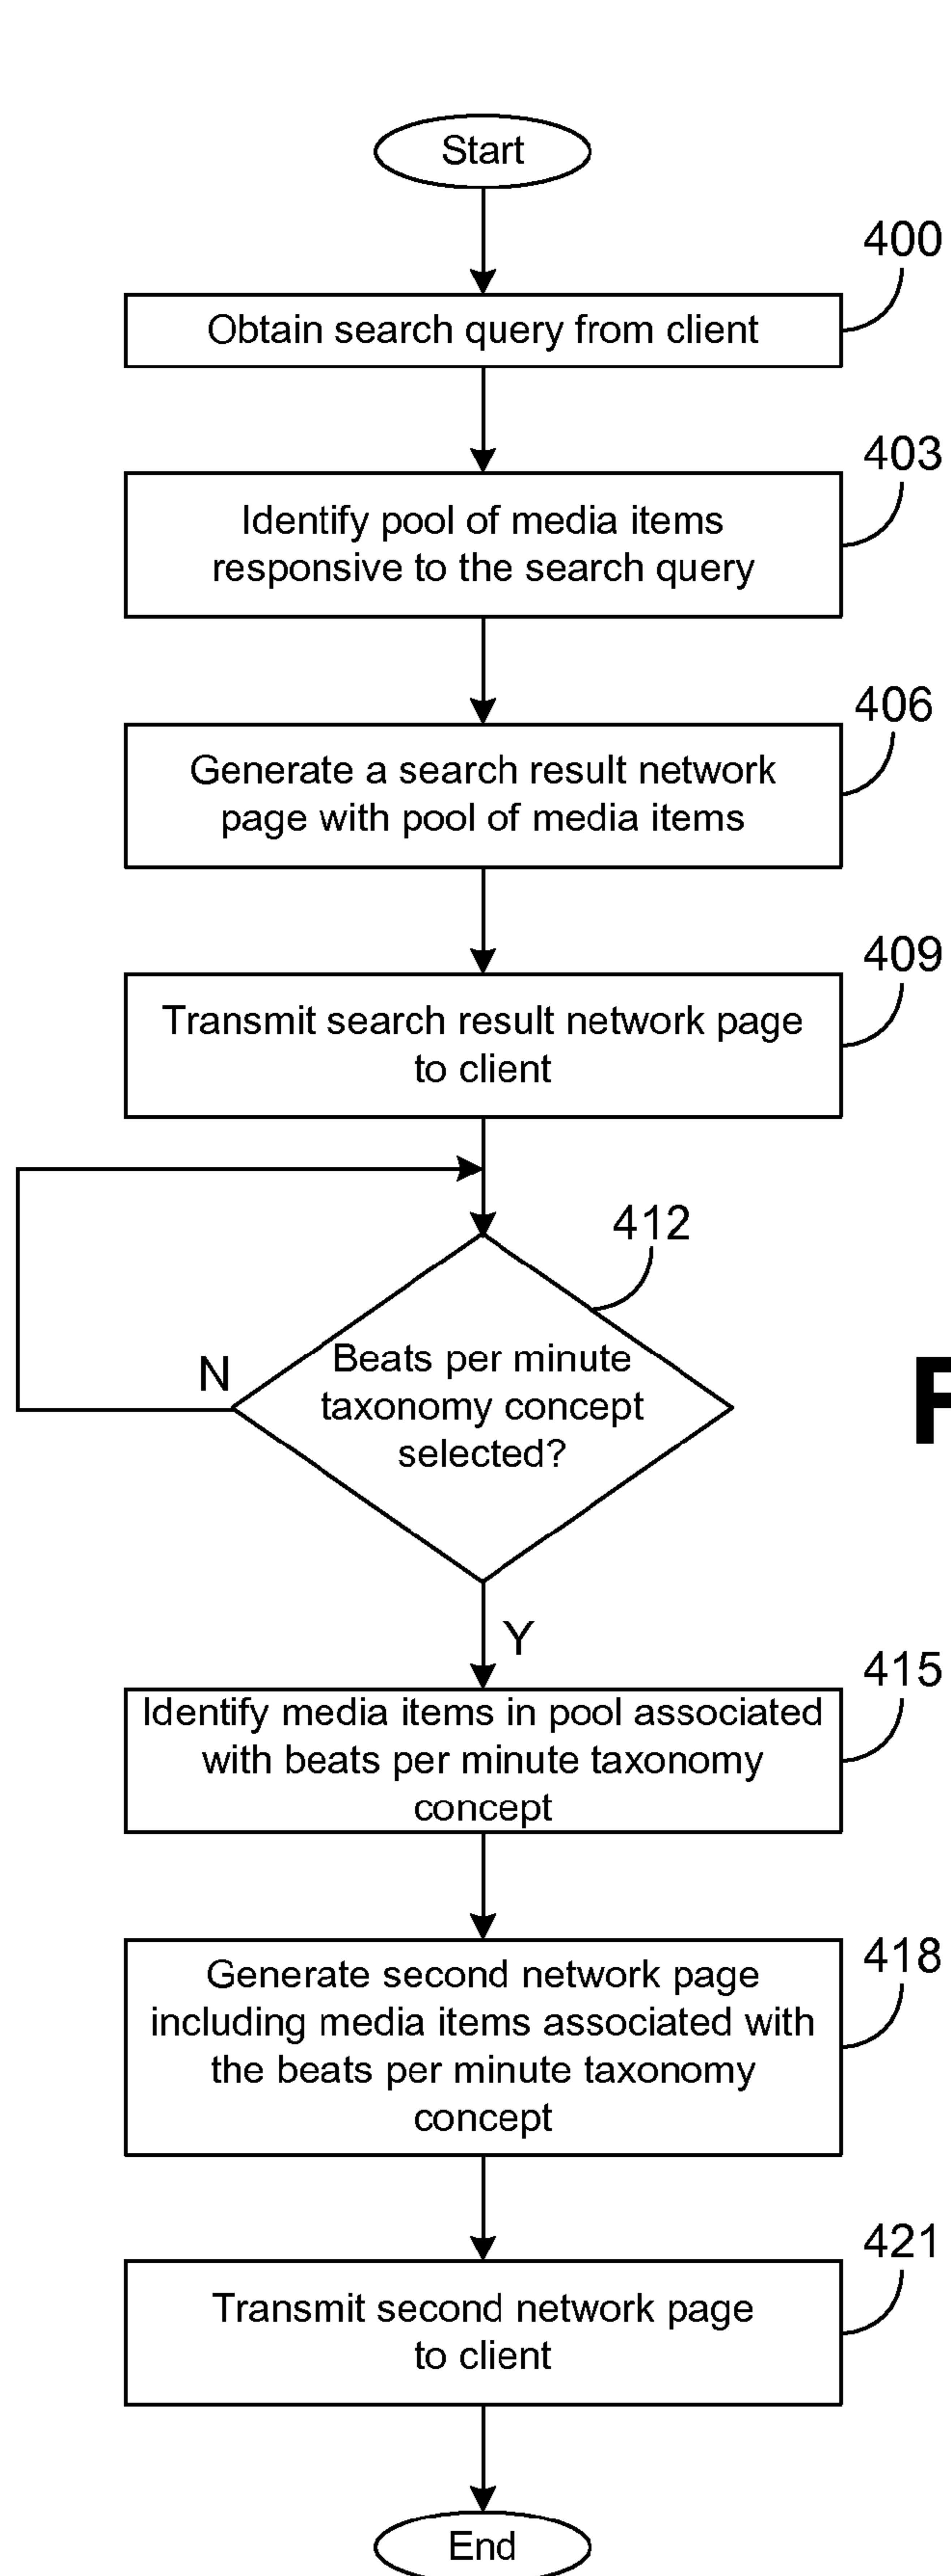 Start
400
Obtain search query from client
403
Identify pool of media items
responsive to the search query
406
Generate a search result network
page with pool of media items
409
Transmit search result network page
to client
412
Beats per minute
taxonomy concept
selected?
N
Y
415
Identify media items in pool associated
with beats per minute taxonomy
concept
418
Generate second network page
including media items associated with
the beats per minute taxonomy
concept
421
Transmit second network page
to client
End